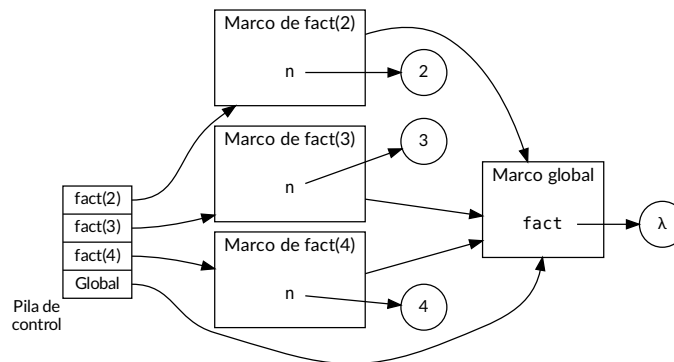 Marco de fact(2)
n
2
Marco de fact(3)
n
3
Marco de fact(4)
n
4
Marco global
fact
λ
fact(2)
fact(3)
fact(4)
Global
Pila de
control